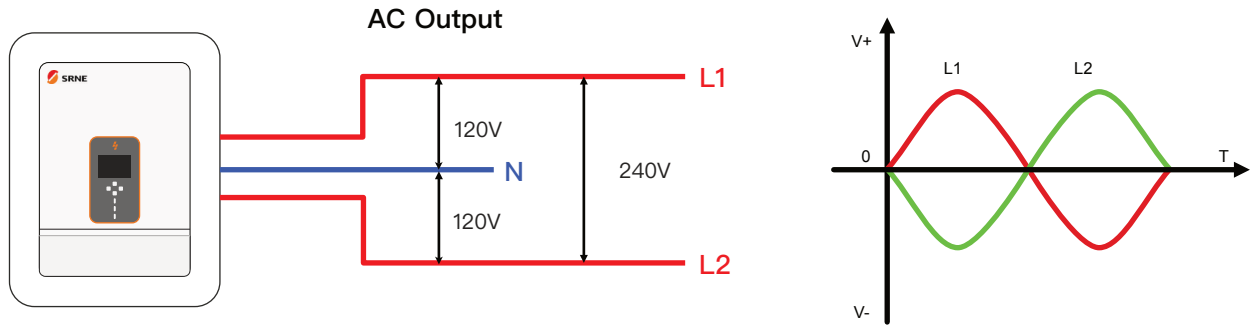 AC Output
SRNE
L1
120V
N
240V
120V
L2
V+
L1
L2
0
T
V-